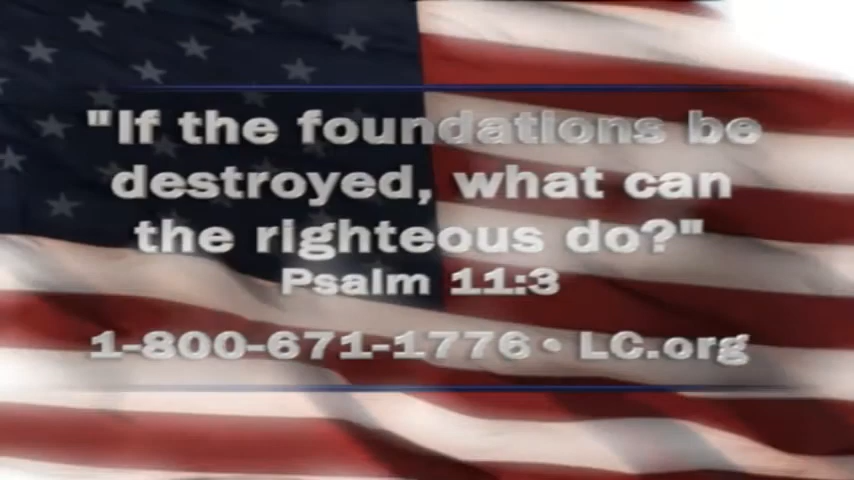 "If the foundations be
destroyed, what can
the righteous do?"
Psalm 11:3
1-800-671-1776 • LC.org